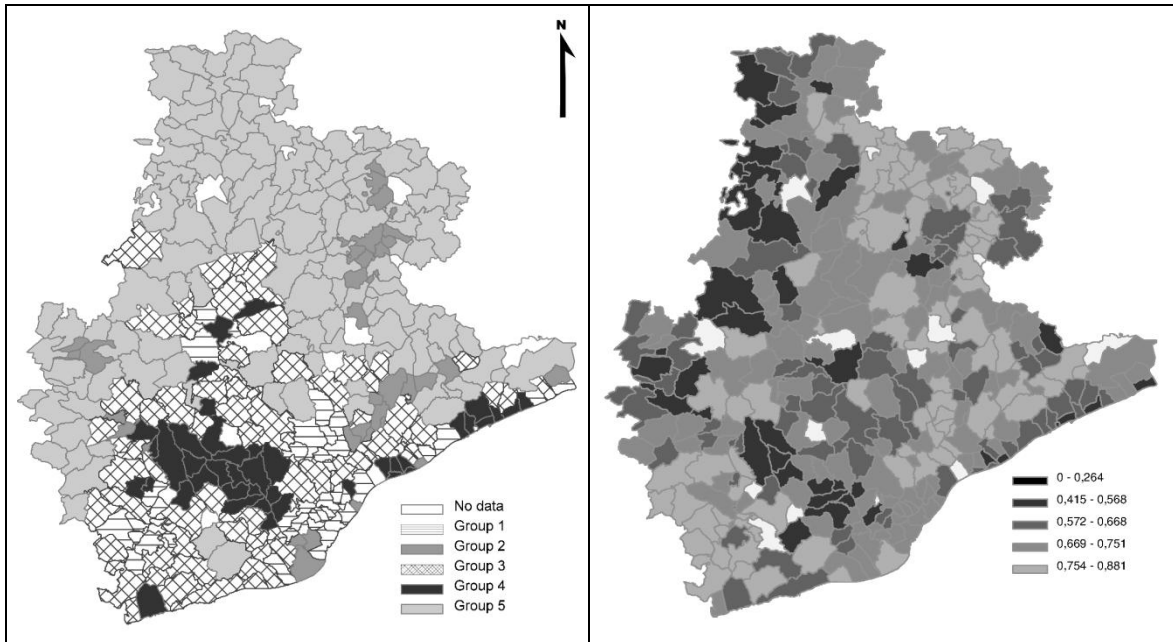 N
No data
Group 1
Group 2
Group 3
Group 4
Group 5
0 - 0,264
0,415 - 0,568
0,572 - 0,668
0,669 - 0,751
0,754 - 0,881